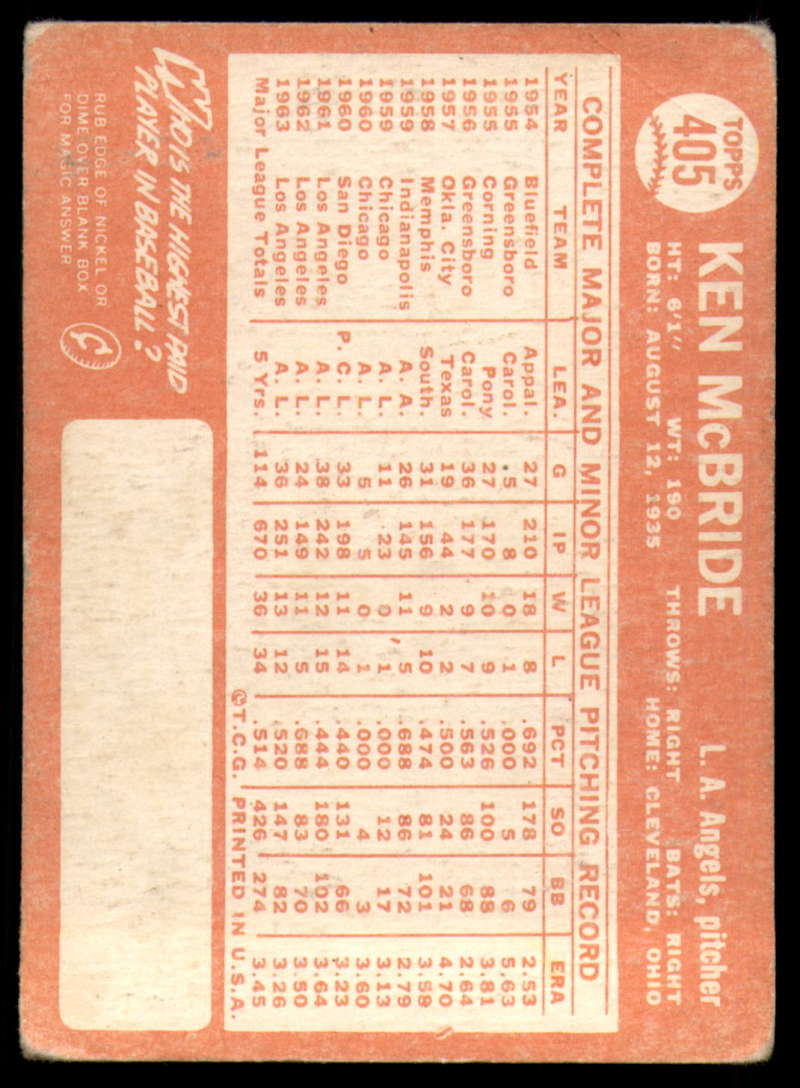 TOPPS
405
KEN McBRIDE L. A. Angels, pitcher
HT: 6'1" WT: 190 THROWS: RIGHT BATS: RIGHT
BORN: AUGUST 12, 1935 HOME: CLEVELAND, OHIO
COMPLETE MAJOR AND MINOR LEAGUE PITCHING RECORD
YEAR TEAM LEA. G IP W L PCT SO BB ERA
1954 Bluefield Appal. 27 210 18 8 .692 178 79 2.53
1955 Greensboro Carol. 5 8 0 1 .000 5 6 5.63
1955 Corning Pony 27 170 10 9 .526 100 88 3.81
1956 Greensboro Carol. 36 177 9 7 .563 86 68 2.64
1957 Okla. City Texas 19 44 2 2 .500 24 21 4.70
1958 Memphis South. 31 156 9 10 .474 81 101 3.58
1959 Indianapolis A. A. 26 145 11 5 .688 86 72 2.79
1959 Chicago A. L. 11 23 0 1 .000 12 17 3.13
1960 Chicago A. L. 5 5 0 1 .000 4 3 3.60
1960 San Diego P. C. L. 33 198 11 14 .440 131 66 3.23
1961 Los Angeles A. L. 38 242 12 15 .444 180 102 3.64
1962 Los Angeles A. L. 24 149 11 5 .688 83 70 3.50
1963 Los Angeles A. L. 36 251 13 12 .520 147 82 3.26
Major League Totals 5 Yrs. 114 670 36 34 .514 426 274 3.45
©T.C.G. PRINTED IN U.S.A.
WHO IS THE HIGHEST PAID
PLAYER IN BASEBALL?
RUB EDGE OF NICKEL OR
DIME OVER BLANK BOX
FOR MAGIC ANSWER